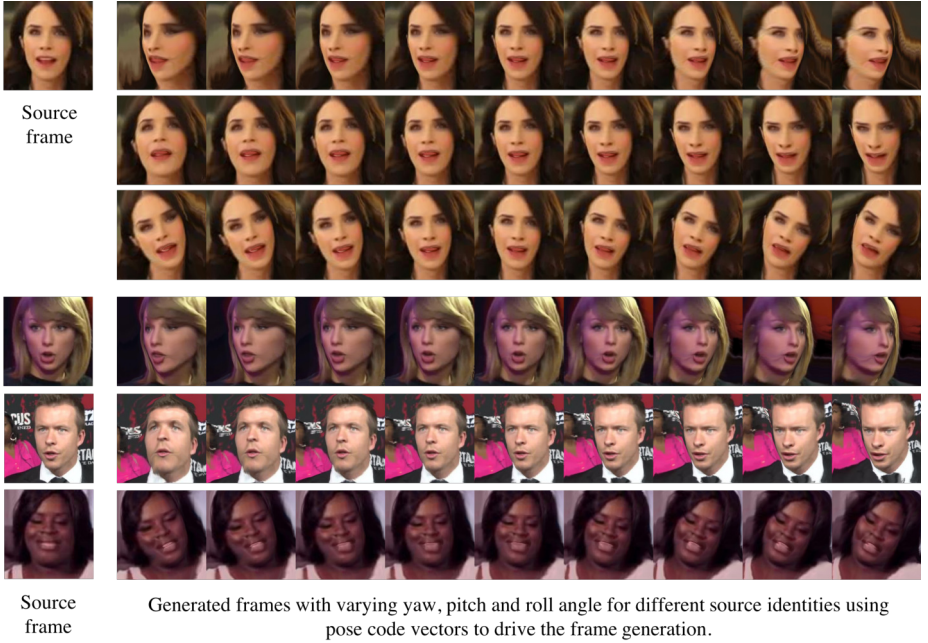 Source
frame
CUS
Source
frame
Generated frames with varying yaw, pitch and roll angle for different source identities using
pose code vectors to drive the frame generation.